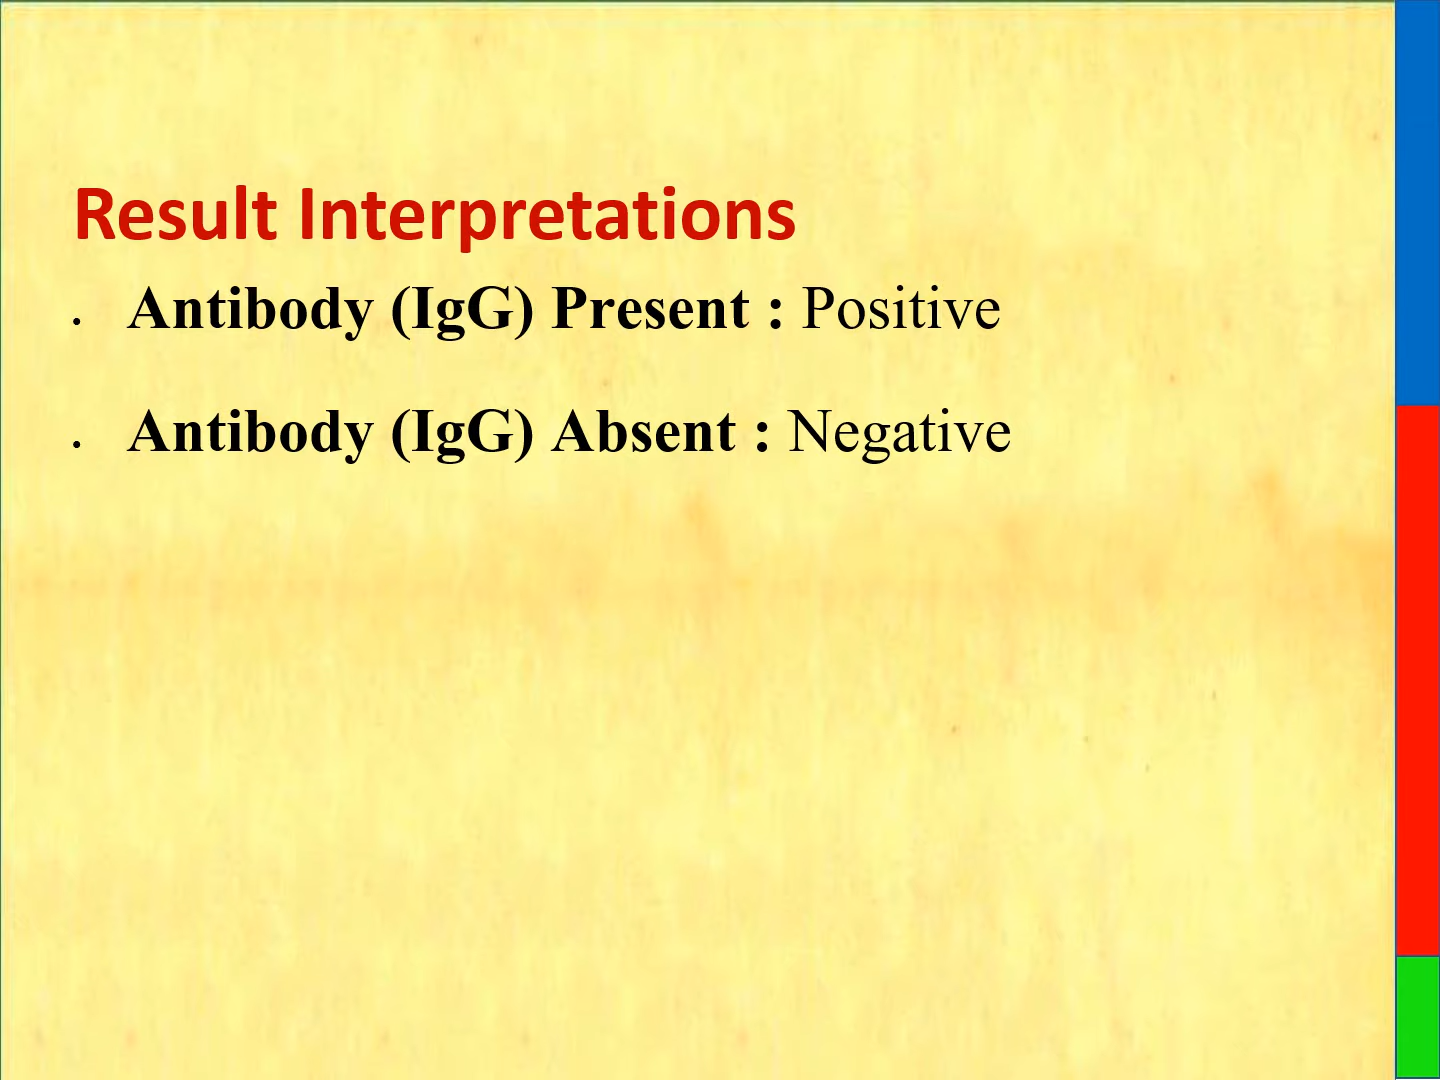 Result Interpretations
• Antibody (IgG) Present : Positive
• Antibody (IgG) Absent : Negative